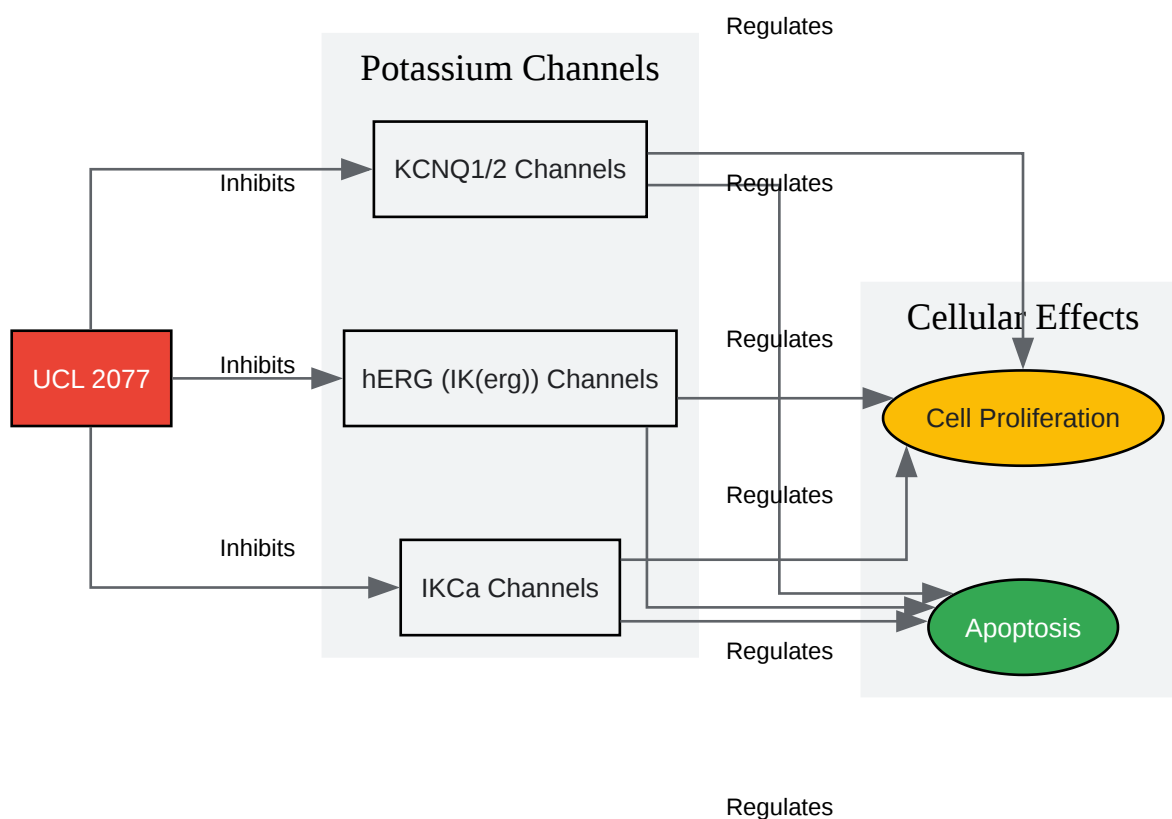 Regulates
Potassium Channels
KCNQ1/2 Channels
Inhibits
Regulates
Cellular Effects
Regulates
UCL 2077
Inhibits
hERG (IK(erg)) Channels
Cell Proliferation
Regulates
Inhibits
IKCa Channels
Apoptosis
Regulates
Regulates